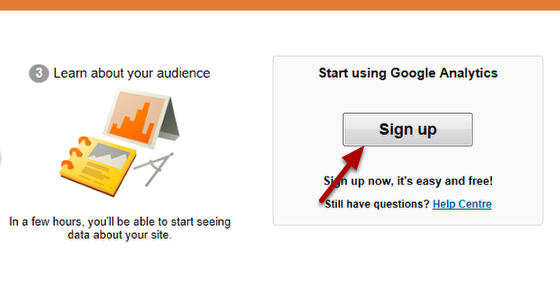 3 Learn about your audience
In a few hours, you'll be able to start seeing
data about your site.
Start using Google Analytics
Sign up
Sign up now, it's easy and free!
Still have questions? Help Centre